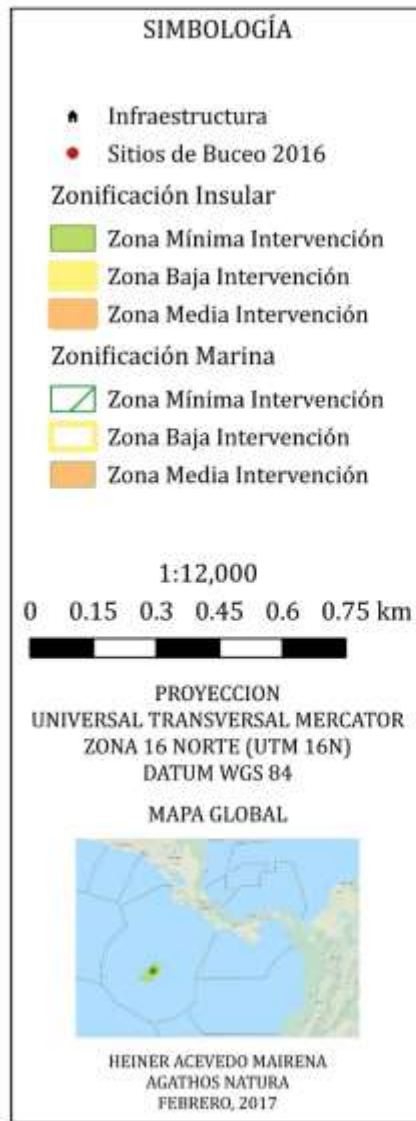 SIMBOLOGÍA
Infraestructura
Sitios de Buceo 2016
Zonificación Insular
Zona Mínima Intervención
Zona Baja Intervención
Zona Media Intervención
Zonificación Marina
Zona Mínima Intervención
Zona Baja Intervención
Zona Media Intervención
1:12,000
0 0.15 0.3 0.45 0.6 0.75 km
PROYECCION
UNIVERSAL TRANSVERSAL MERCATOR
ZONA 16 NORTE (UTM 16N)
DATUM WGS 84
MAPA GLOBAL
HEINER ACEVEDO MAIRENA
AGATHOS NATURA
FEBRERO, 2017